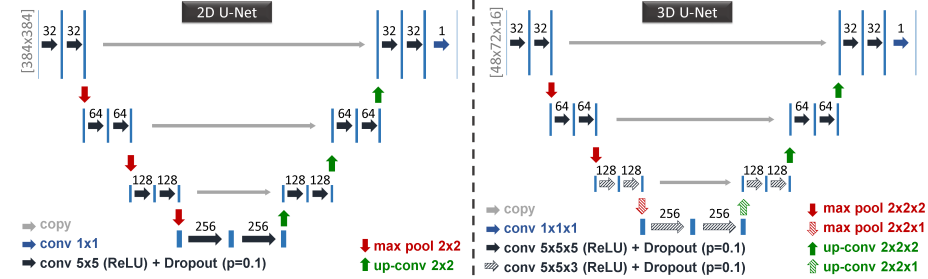 2D U-Net
[384x384]
32 32
32 32 1
64 64
64 64
128 128
128 128
256 256
copy
conv 1x1
conv 5x5 (ReLU) + Dropout (p=0.1)
max pool 2x2
up-conv 2x2
3D U-Net
[48x72x16]
32 32
32 32 1
64 64
64 64
128 128
128 128
256 256
copy
conv 1x1x1
conv 5x5x5 (ReLU) + Dropout (p=0.1)
conv 5x5x3 (ReLU) + Dropout (p=0.1)
max pool 2x2x2
max pool 2x2x1
up-conv 2x2x2
up-conv 2x2x1